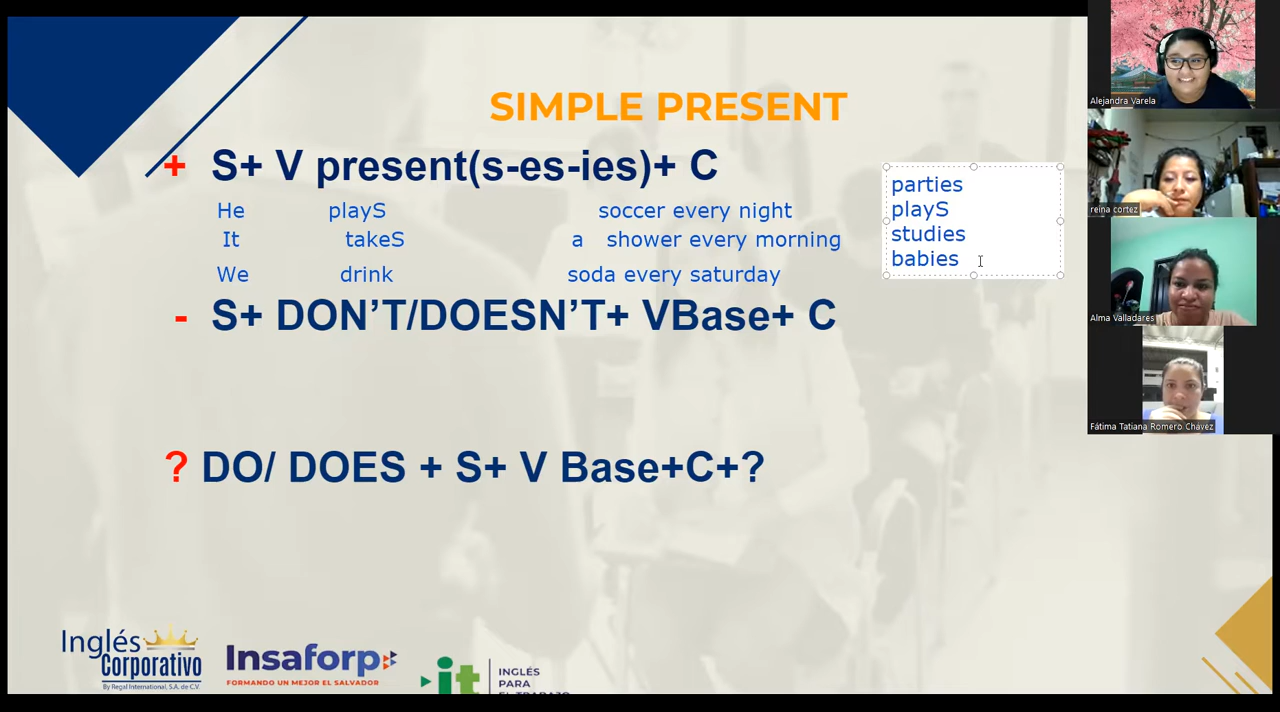 SIMPLE PRESENT
+ S+ V present(s-es-ies)+ C
He playS soccer every night
It takeS a shower every morning
We drink soda every saturday
- S+ DON'T/DOESN'T+ VBase+ C
? DO/ DOES + S+ V Base+C+?
parties
playS
studies
babies
Alejandra Varela
reina cortez
Alma Valladares
Fátima Tatiana Romero Chávez
Inglés
Corporativo
By Regal International, S.A. de C.V.
Insaforp
FORMANDO UN MEJOR EL SALVADOR
it
INGLÉS
PARA
EL TRABAJO